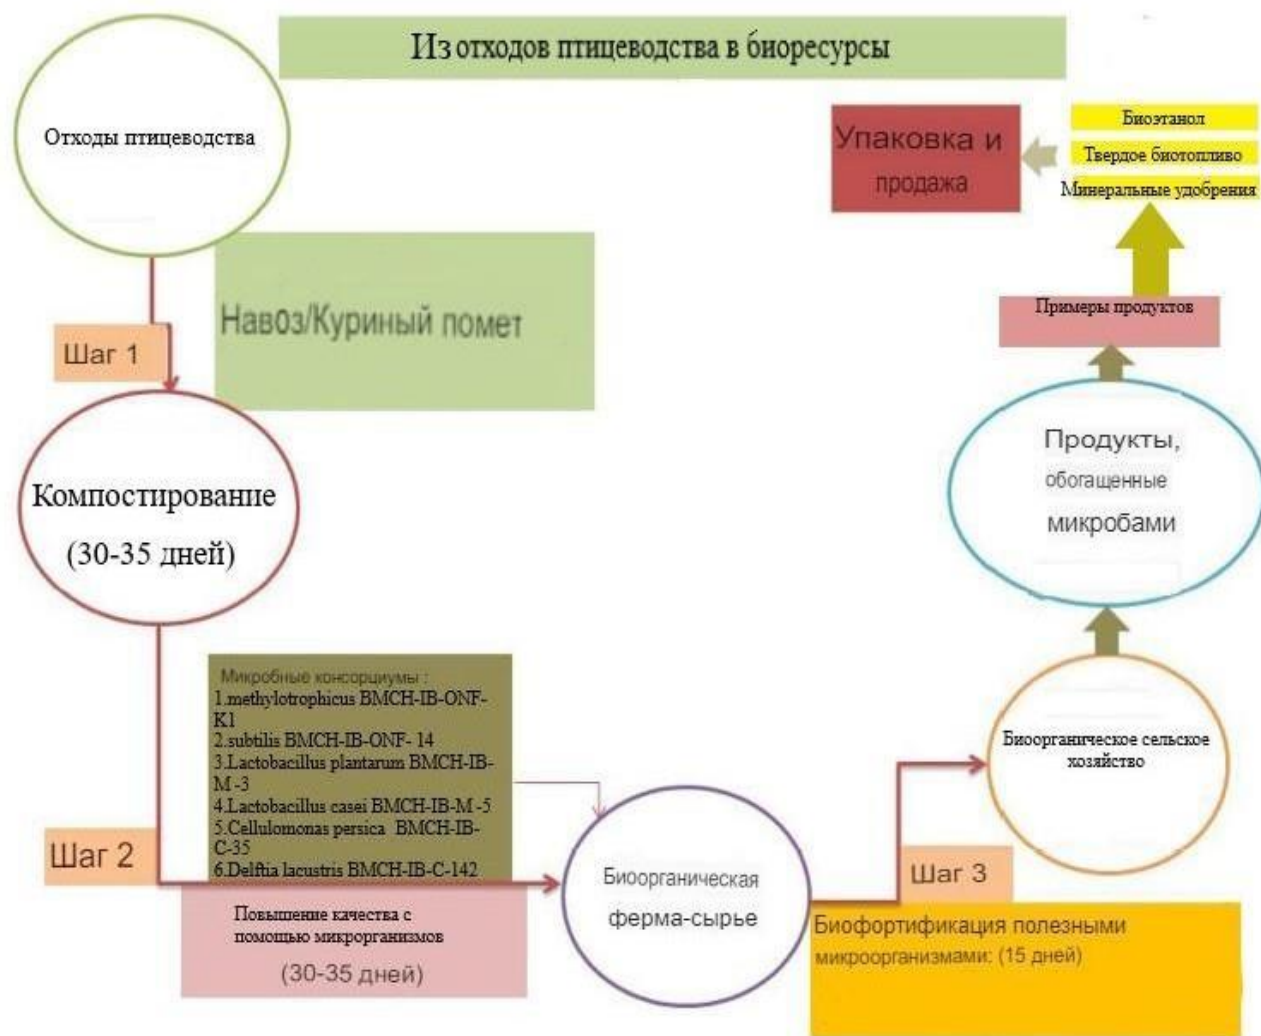 Из отходов птицеводства в биоресурсы
Отходы птицеводства
Навоз/Куриный помет
Шаг 1
Компостирование
(30-35 дней)
Микробные консорциумы :
1.methylotrophicus BMCH-IB-ONF-
K1
2.subtilis BMCH-IB-ONF- 14
3.Lactobacillus plantarum BMCH-IB-
M -3
4.Lactobacillus casei BMCH-IB-M -5
5.Cellulomonas persica BMCH-IB-
C-35
6.Delftia lacustris BMCH-IB-C-142
Шаг 2
Повышение качества с
помощью микрорганизмов
(30-35 дней)
Биоорганическая
ферма-сырье
Шаг 3
Биофортификация полезными
микроорганизмами: (15 дней)
Биоорганическое сельское
хозяйство
Продукты,
обогащенные
микробами
Примеры продуктов
Биоэтанол
Твердое биотопливо
Минеральные удобрения
Упаковка и
продажа